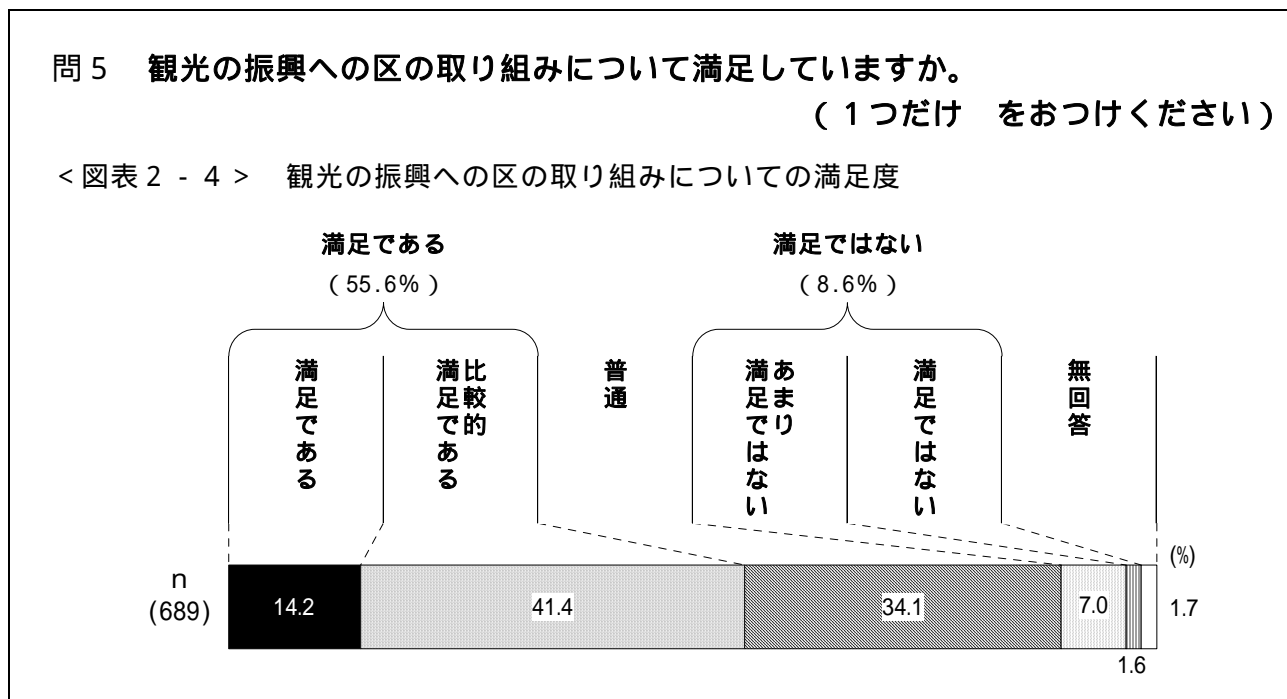 問5　観光の振興への区の取り組みについて満足していますか。
（1つだけ　をおつけください）
<図表2-4>　観光の振興への区の取り組みについての満足度
満足である
（55.6%）
満足ではない
（8.6%）
満足である
比較的満足である
普通
あまり満足ではない
満足ではない
無回答
(%)
n
(689)
14.2
41.4
34.1
7.0
1.6
1.7